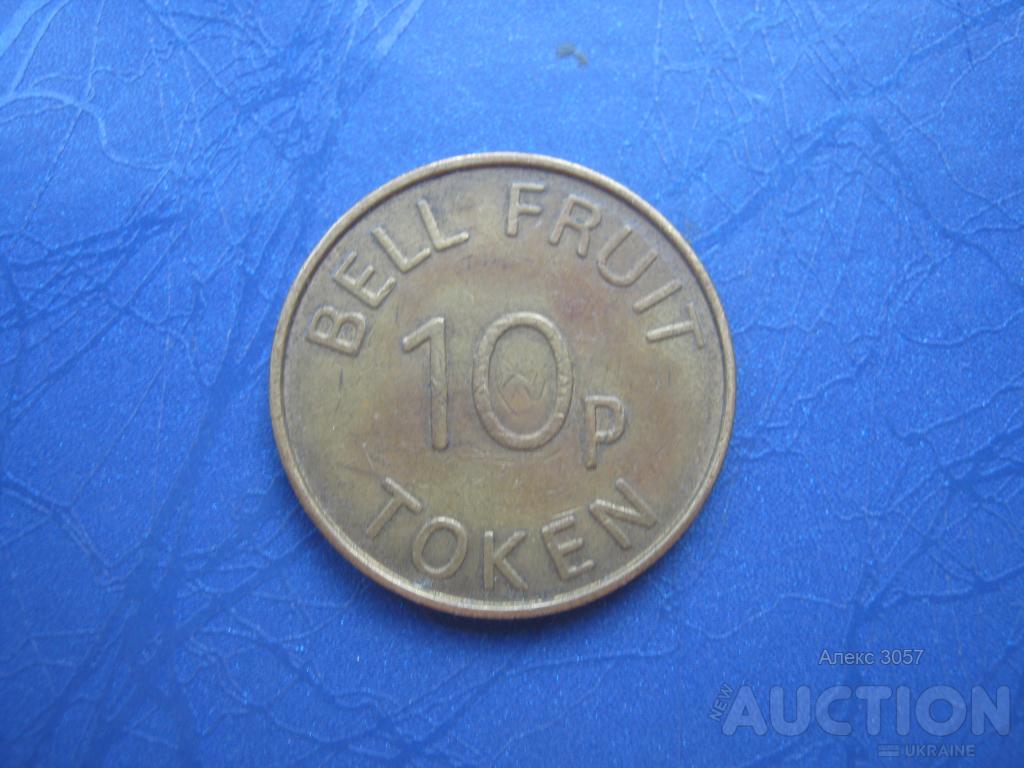 BELL FRUIT
10P
TOKEN
Алекс 3057
NEW AUCTION
UKRAINE